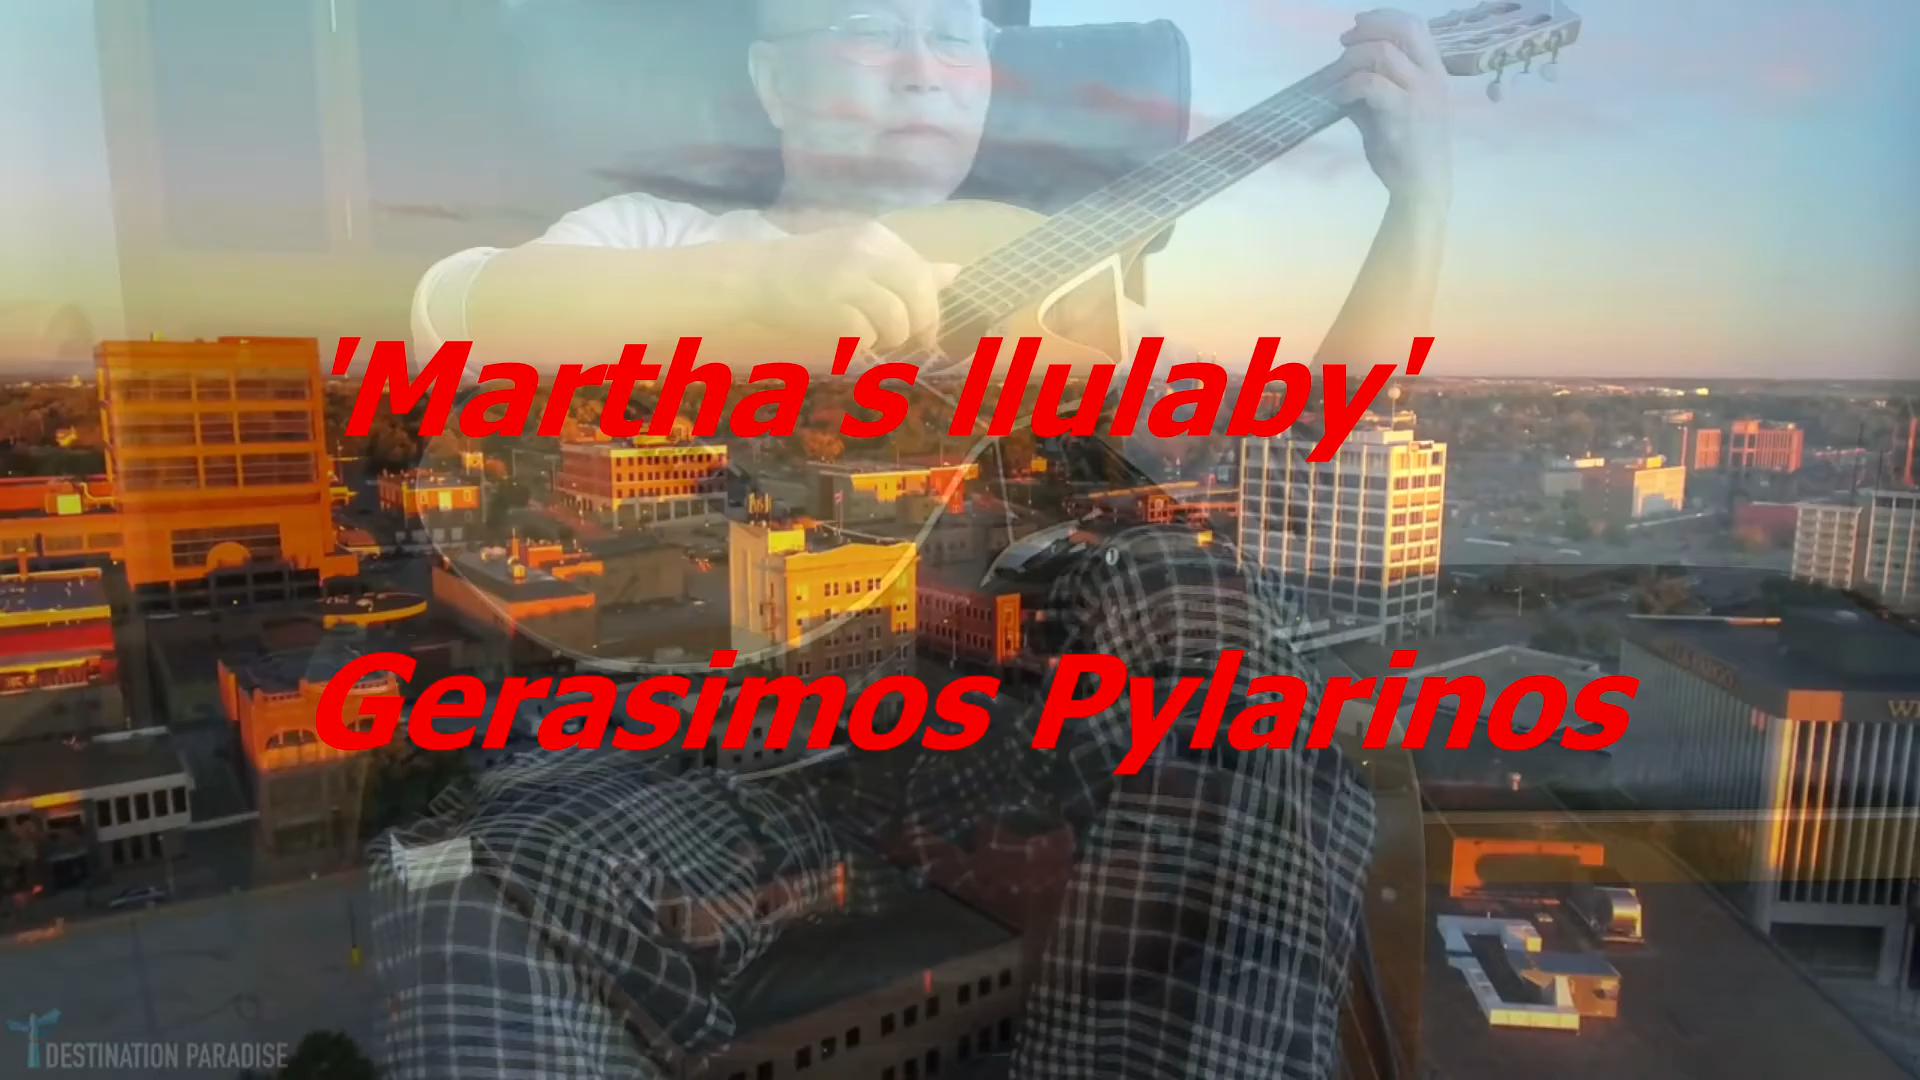 'Martha's llulaby'
Gerasimos Pylarinos
DESTINATION PARADISE